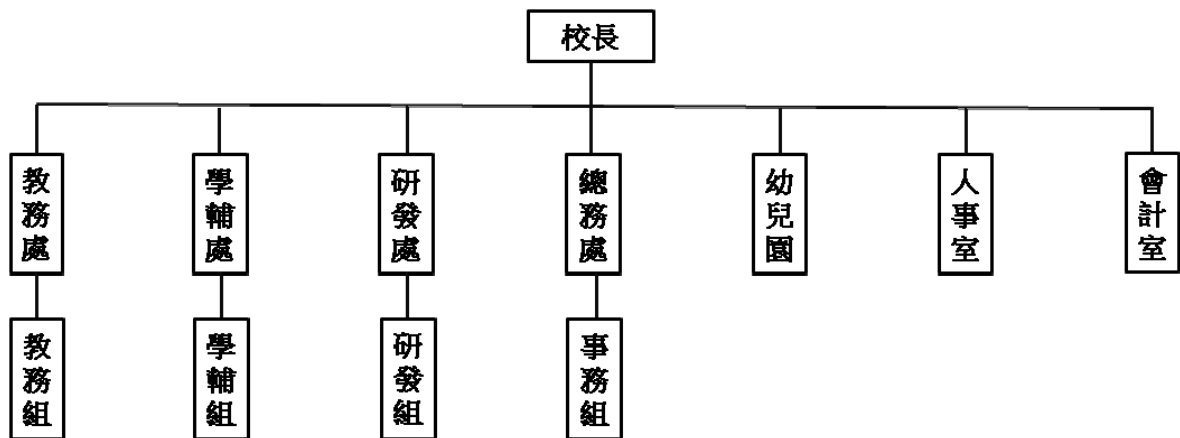 校長
教務處
學輔處
研發處
總務處
幼兒園
人事室
會計室
教務組
學輔組
研發組
事務組